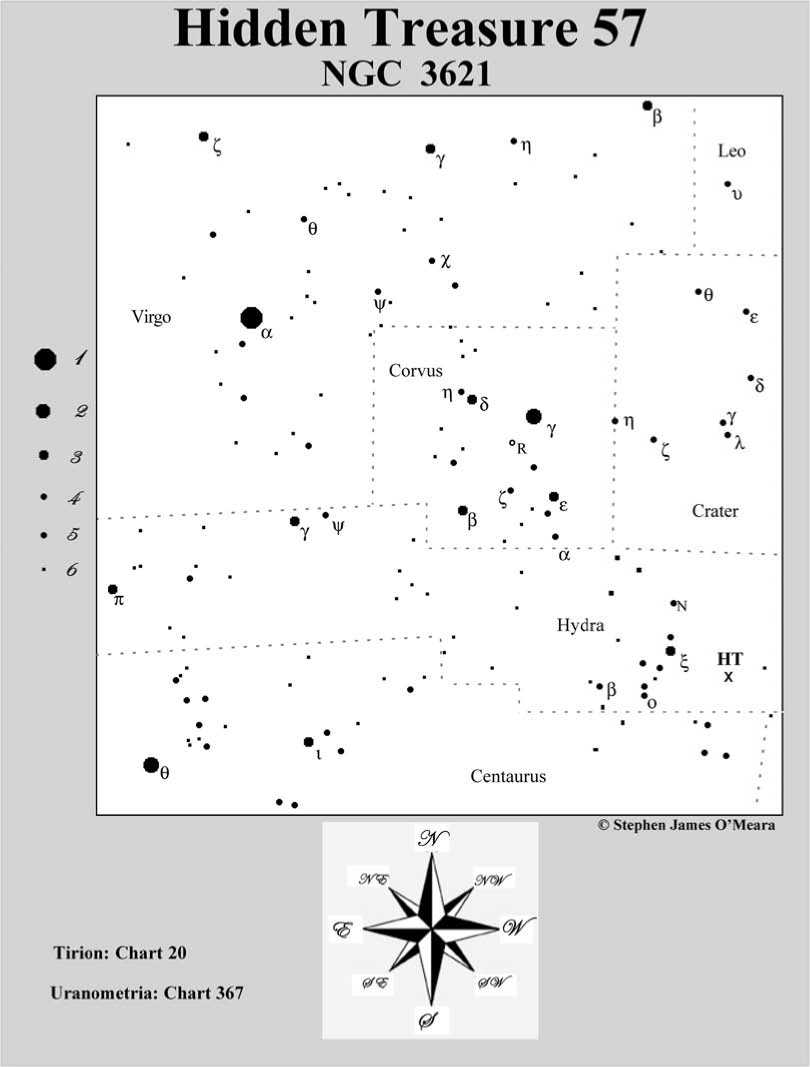 Hidden Treasure 57
NGC 3621
β
ζ
γ
η
Leo
υ
θ
χ
θ
ψ
ε
Virgo
α
1
Corvus
δ
η
δ
2
γ
η
γ
R
ζ
λ
3
ζ
ε
4
β
Crater
γ
ψ
5
α
6
π
N
Hydra
ξ
HT
x
β
ο
ι
θ
Centaurus
© Stephen James O’Meara
N
NE
NW
E
W
SE
SW
S
Tirion: Chart 20
Uranometria: Chart 367